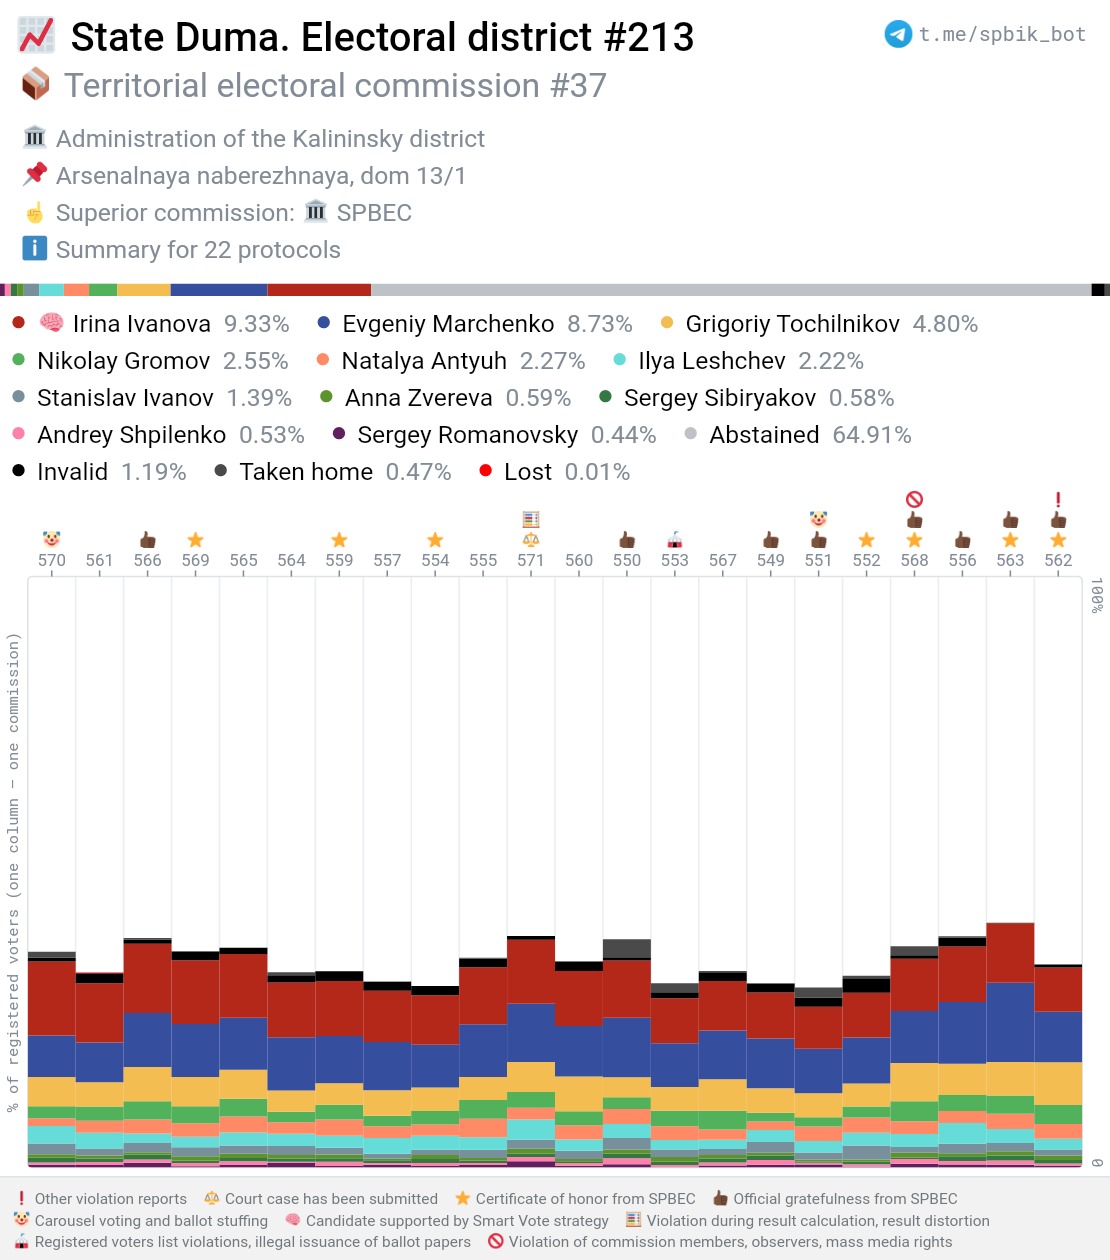 State Duma. Electoral district #213
t.me/spbik_bot
Territorial electoral commission #37
Administration of the Kalininsky district
Arsenalnaya naberezhnaya, dom 13/1
Superior commission: SPBEC
Summary for 22 protocols
Irina Ivanova 9.33% Evgeniy Marchenko 8.73% Grigoriy Tochilnikov 4.80%
Nikolay Gromov 2.55% Natalya Antyuh 2.27% Ilya Leshchev 2.22%
Stanislav Ivanov 1.39% Anna Zvereva 0.59% Sergey Sibiryakov 0.58%
Andrey Shpilenko 0.53% Sergey Romanovsky 0.44% Abstained 64.91%
Invalid 1.19% Taken home 0.47% Lost 0.01%
570 561 566 569 565 564 559 557 554 555 571 560 550 553 567 549 551 552 568 556 563 562
100%
% of registered voters (one column — one commission)
0
Other violation reports Court case has been submitted Certificate of honor from SPBEC Official gratefulness from SPBEC
Carousel voting and ballot stuffing Candidate supported by Smart Vote strategy Violation during result calculation, result distortion
Registered voters list violations, illegal issuance of ballot papers Violation of commission members, observers, mass media rights